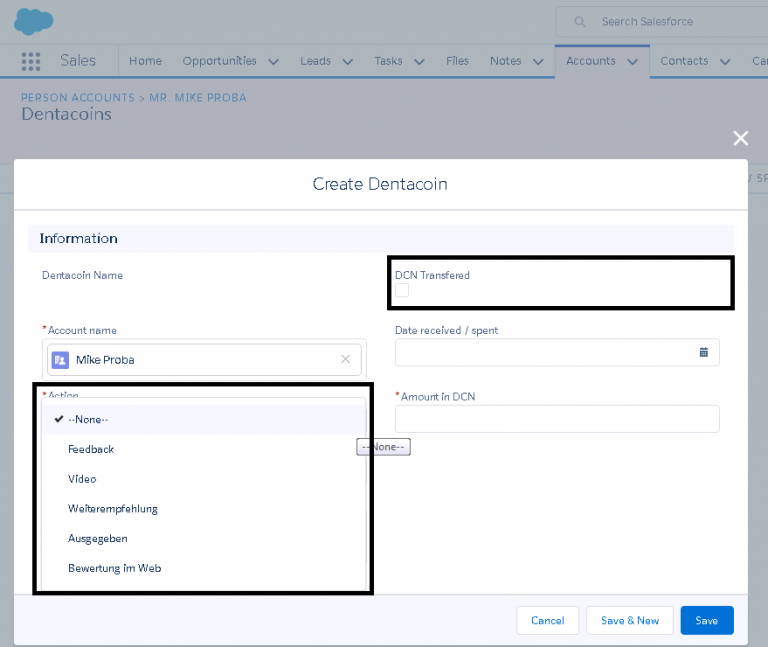 Search Salesforce
Sales Home Opportunities Leads Tasks Files Notes Accounts Contacts Ca
PERSON ACCOUNTS > MR. MIKE PROBA
Dentacoins
/ SP
Create Dentacoin
Information
Dentacoin Name
DCN Transfered
*Account name
Date received / spent
Mike Proba
*Action
*Amount in DCN
--None--
Feedback
--None--
Video
Weiterempfehlung
Ausgegeben
Bewertung im Web
Cancel Save & New Save